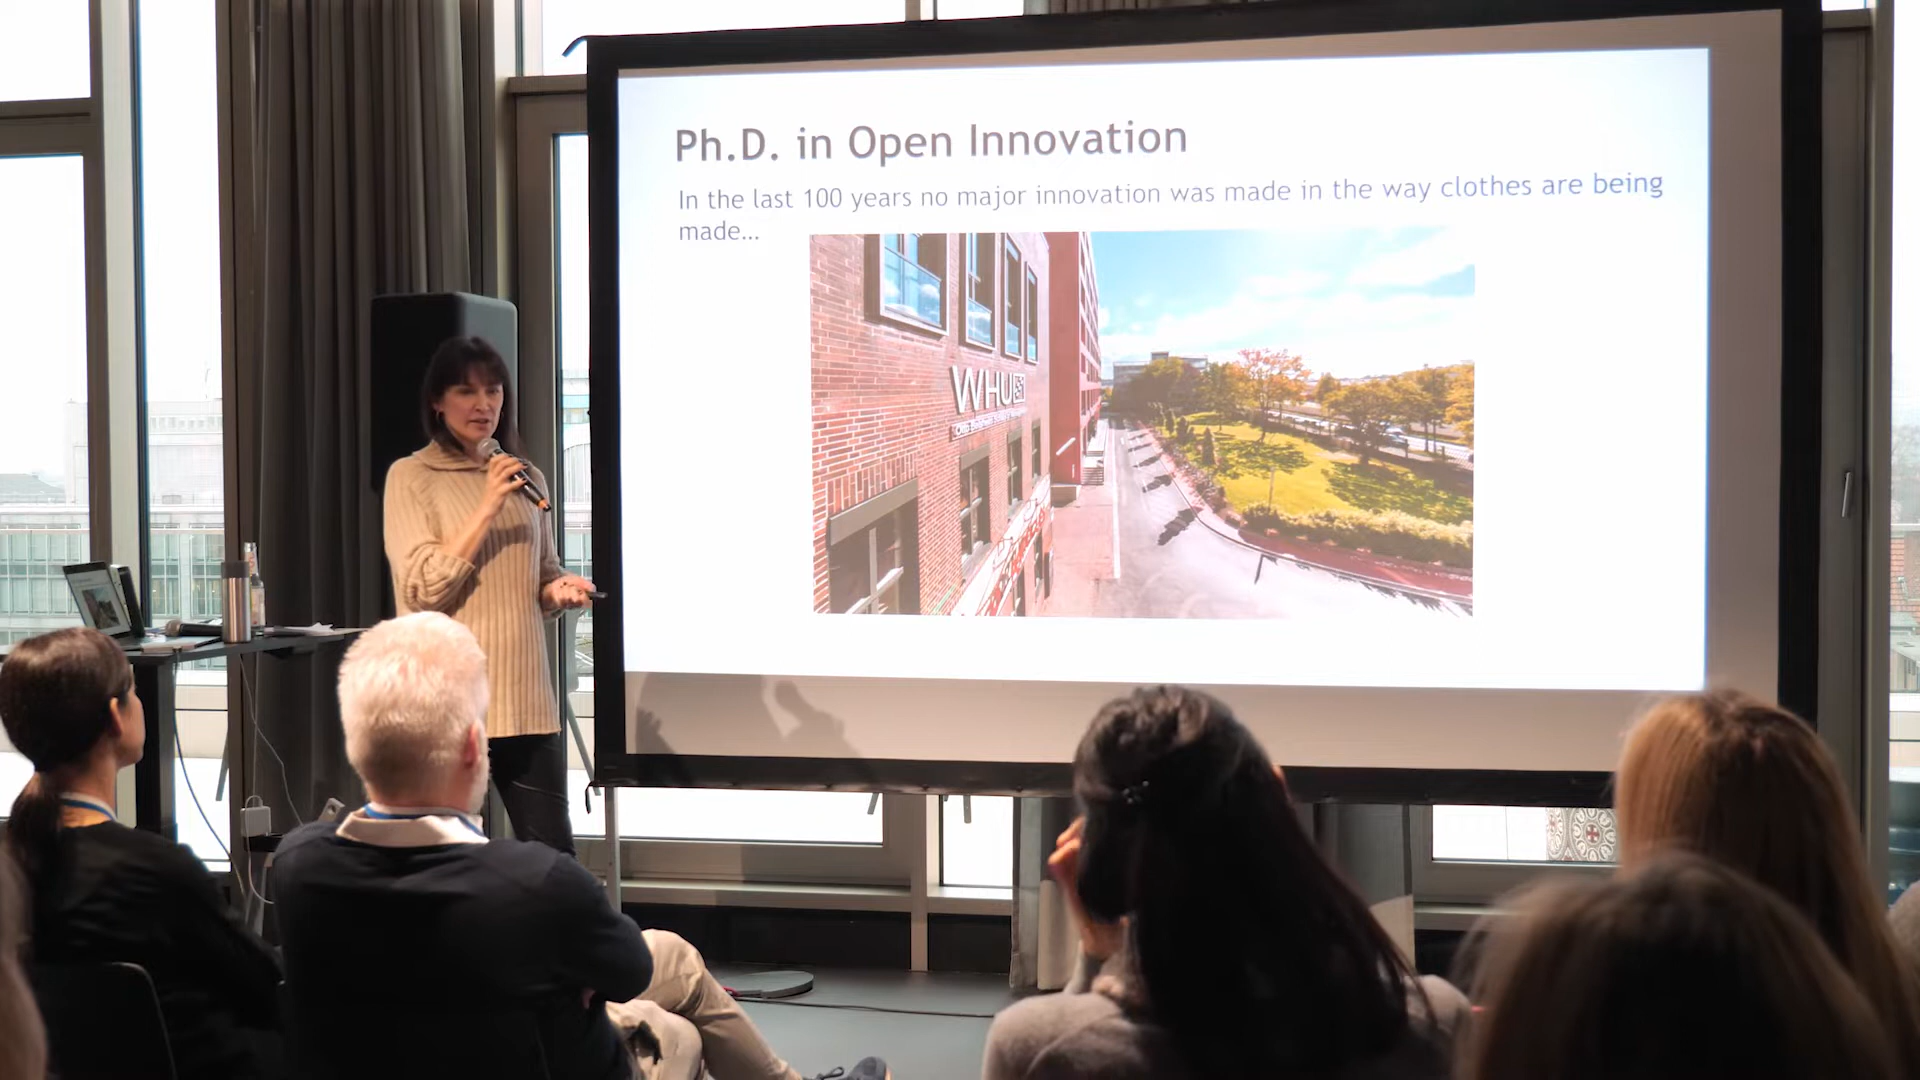 Ph.D. in Open Innovation
In the last 100 years no major innovation was made in the way clothes are being
made...
WHU